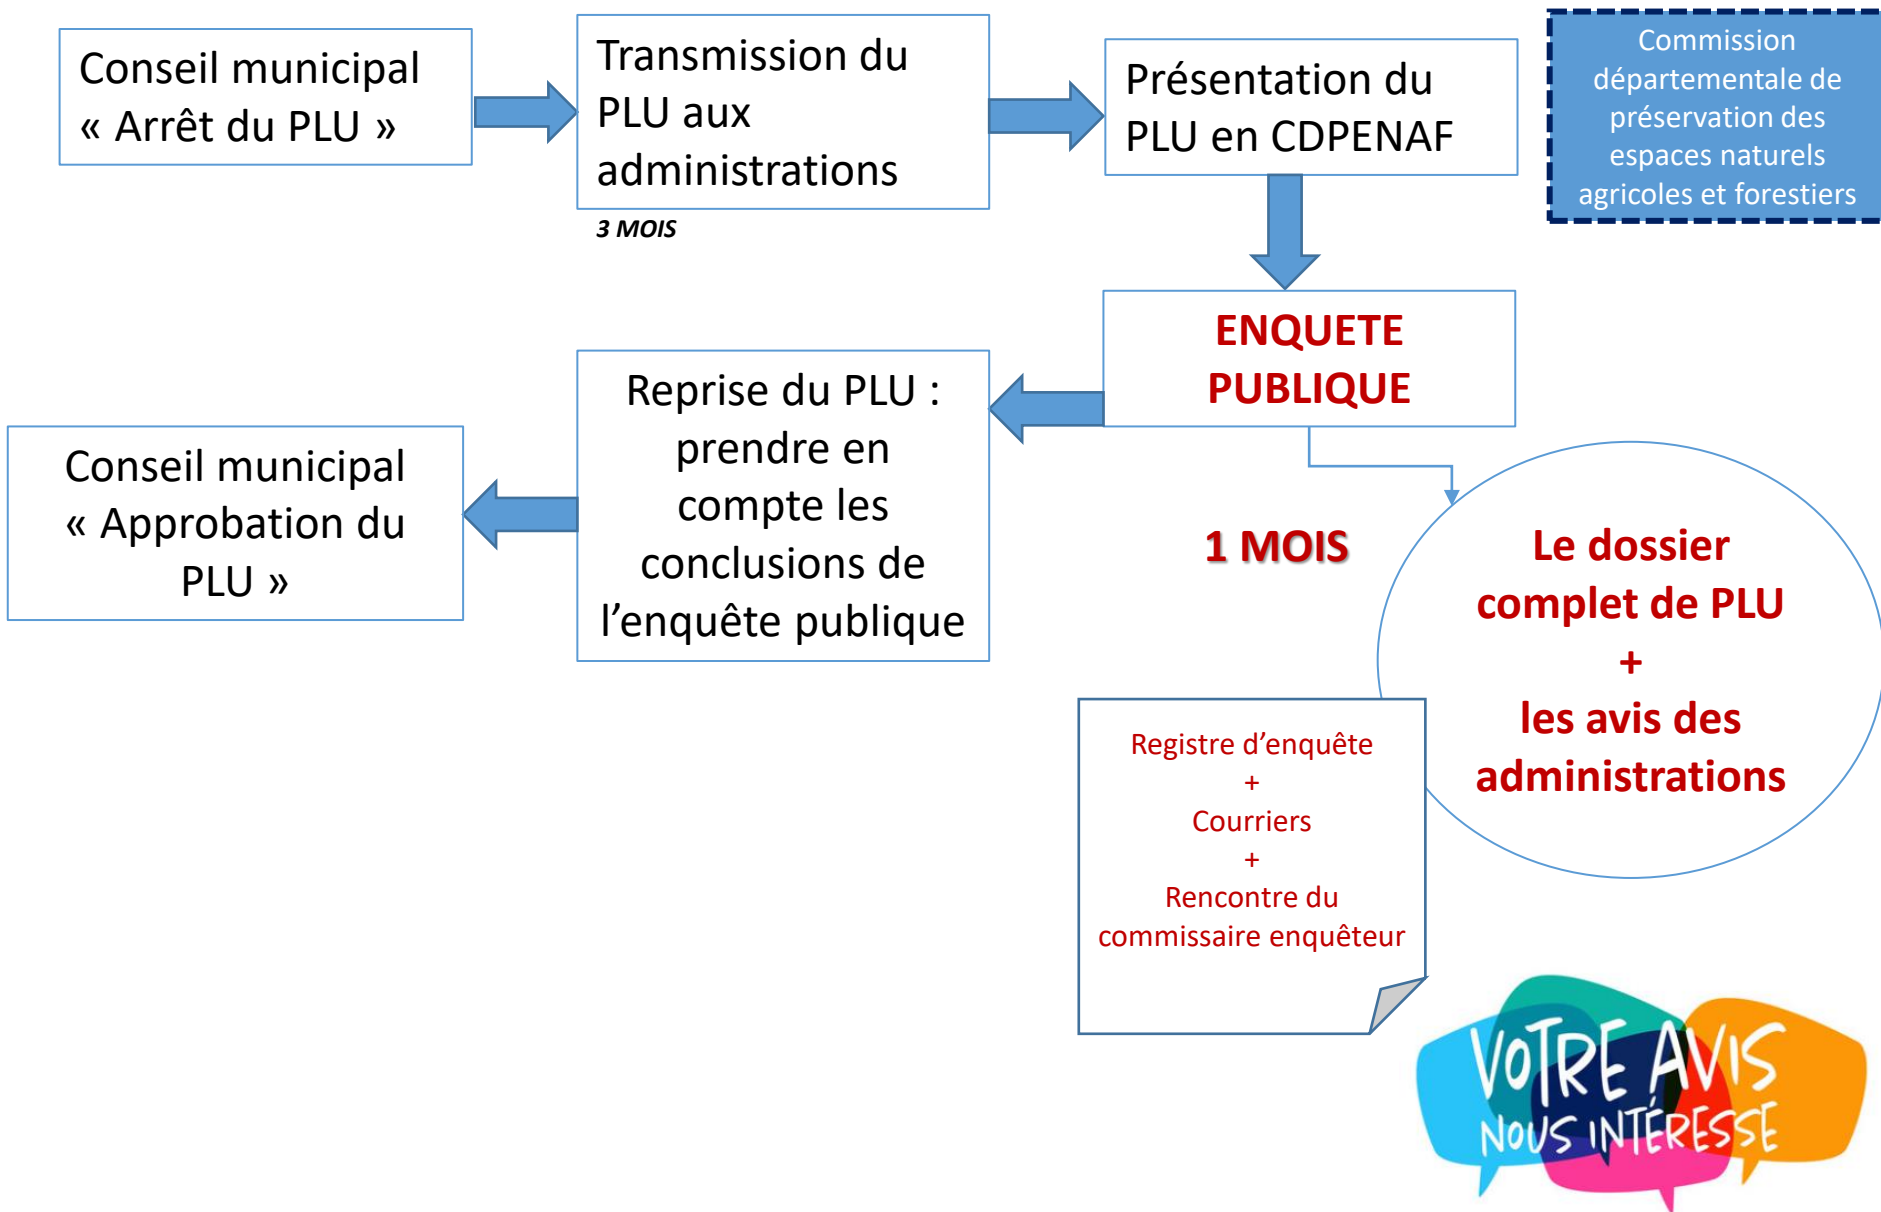 Conseil municipal
« Arrêt du PLU »
Transmission du
PLU aux
administrations
3 MOIS
Présentation du
PLU en CDPENAF
Commission
départementale de
préservation des
espaces naturels
agricoles et forestiers
ENQUETE
PUBLIQUE
Reprise du PLU :
prendre en
compte les
conclusions de
l’enquête publique
Conseil municipal
« Approbation du
PLU »
1 MOIS
Le dossier
complet de PLU
+
les avis des
administrations
Registre d’enquête
+
Courriers
+
Rencontre du
commissaire enquêteur
VOTRE AVIS
NOUS INTÉRESSE